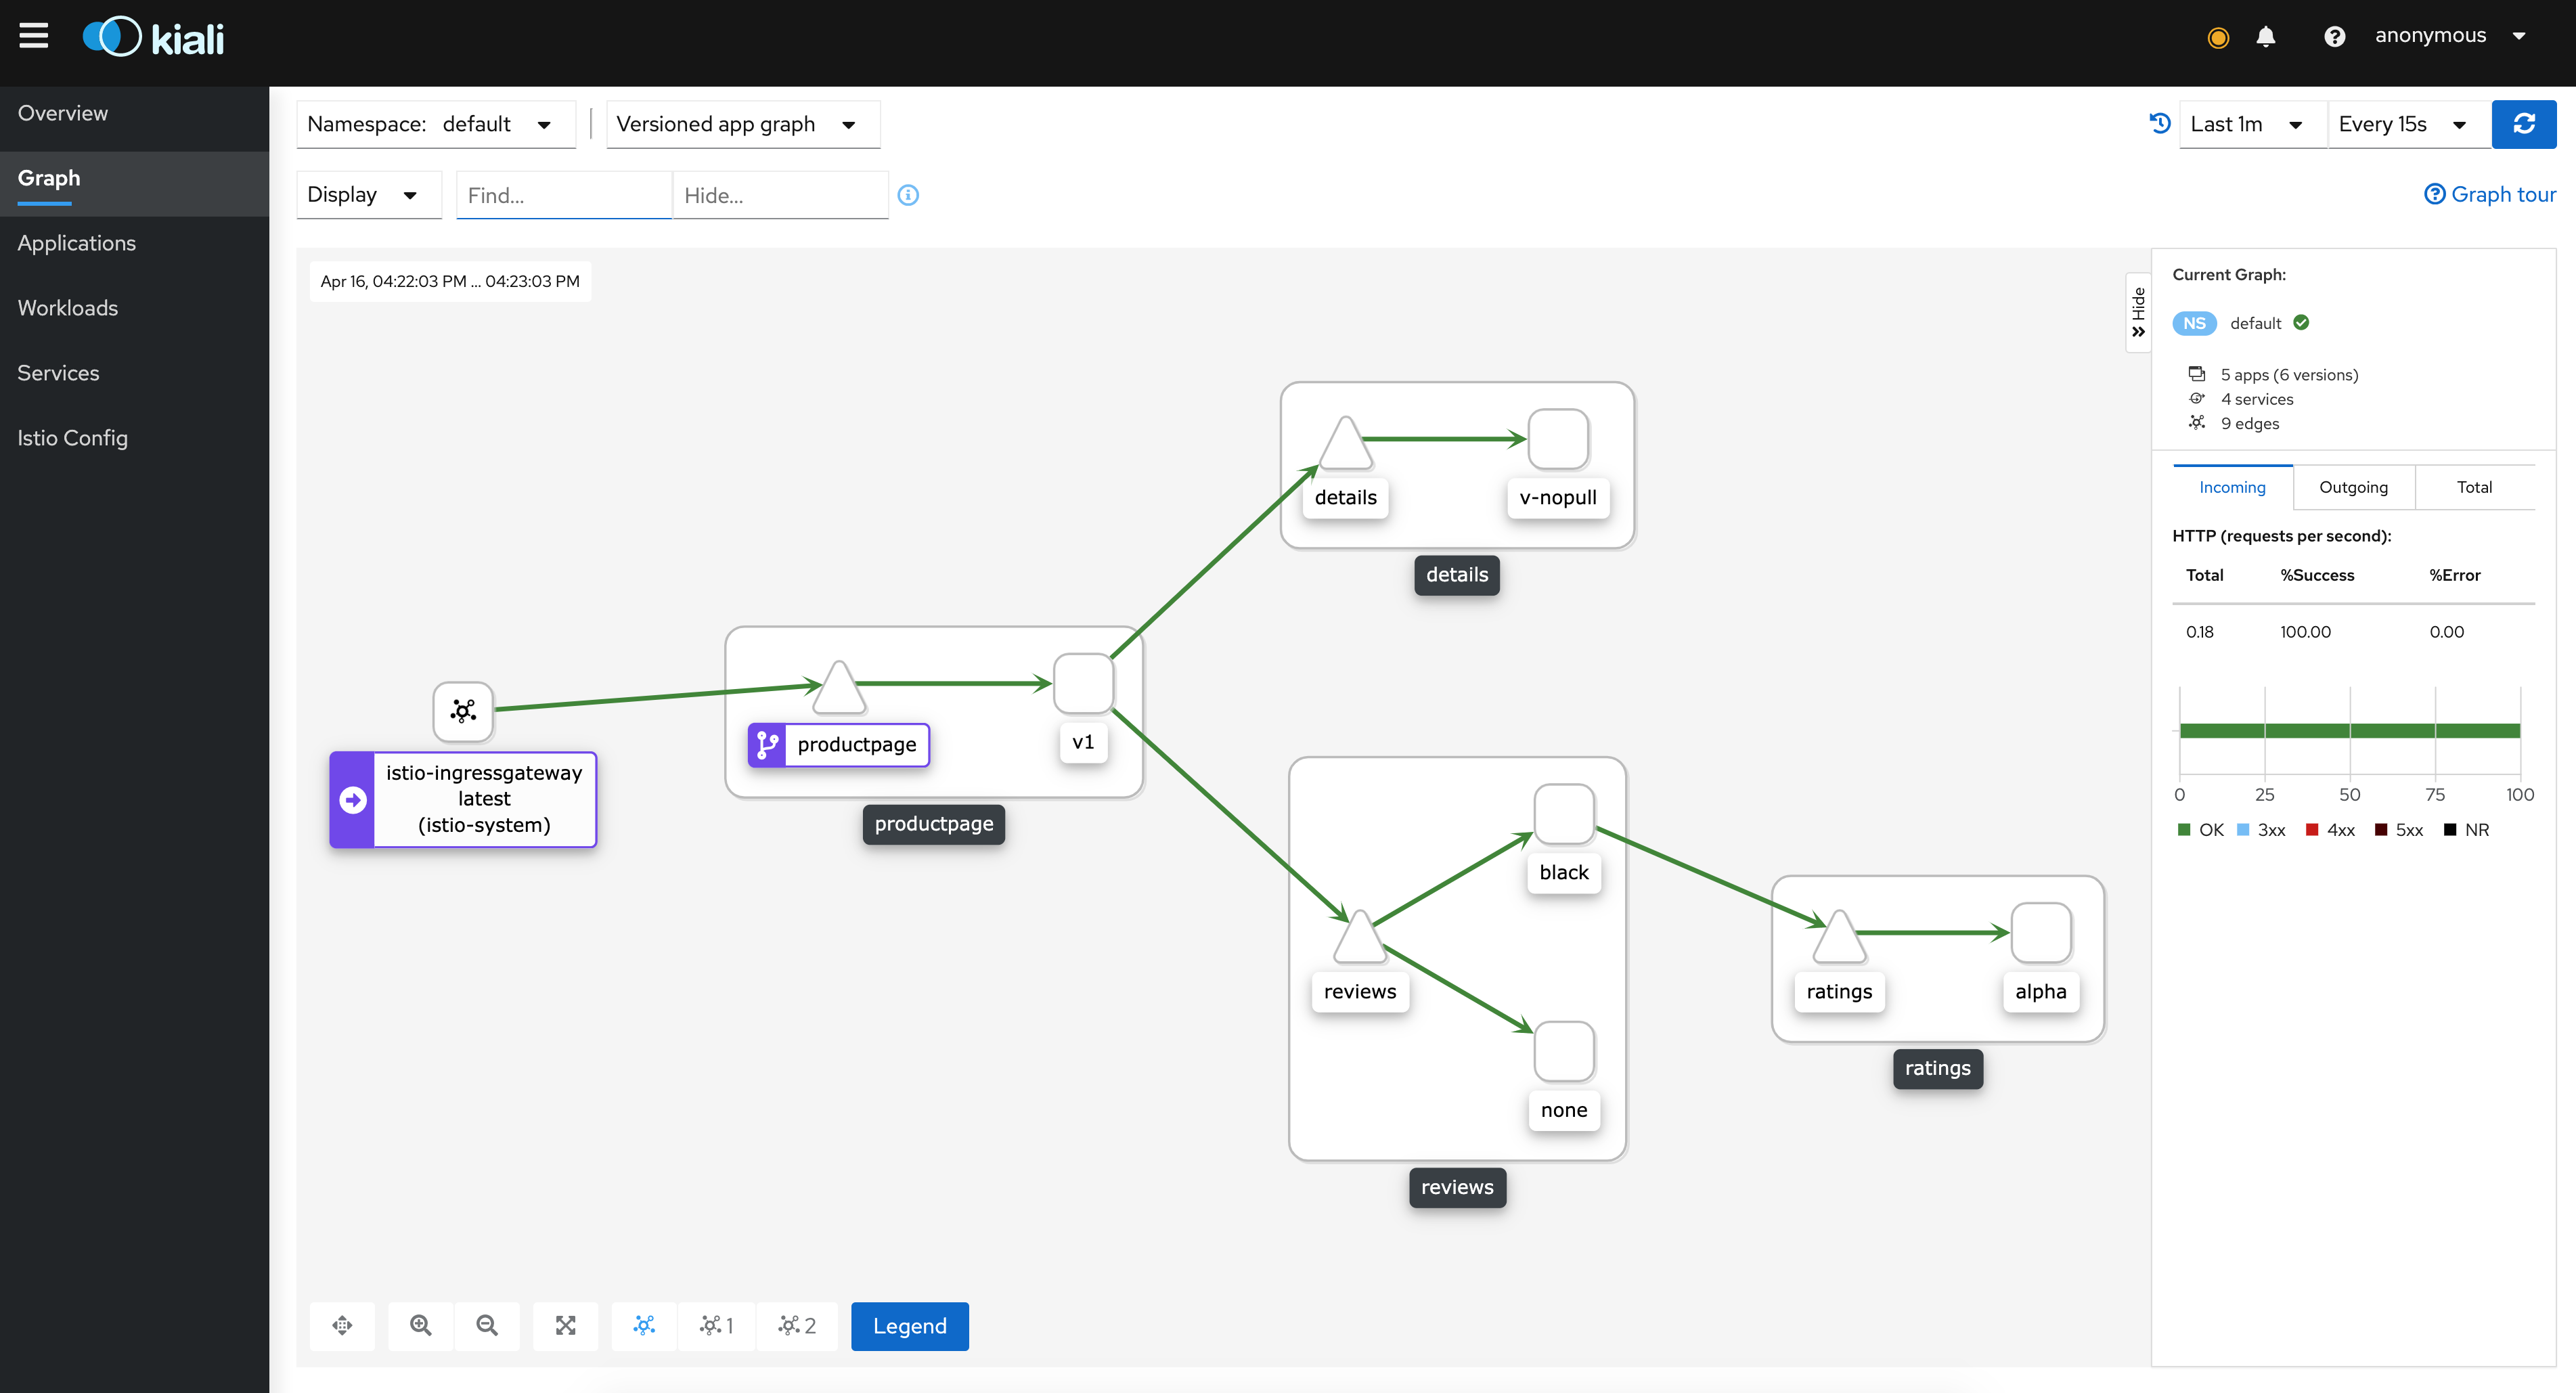 kiali
anonymous
Overview
Graph
Applications
Workloads
Services
Istio Config
Namespace: default
Versioned app graph
Last 1m
Every 15s
Display
Find...
Hide...
Graph tour
Apr 16, 04:22:03 PM ... 04:23:03 PM
Hide
details
v-nopull
details
productpage
v1
productpage
istio-ingressgateway
latest
(istio-system)
black
reviews
none
reviews
ratings
alpha
ratings
1
2
Legend
Current Graph:
NS default
5 apps (6 versions)
4 services
9 edges
Incoming Outgoing Total
HTTP (requests per second):
Total %Success %Error
0.18 100.00 0.00
0 25 50 75 100
OK 3xx 4xx 5xx NR